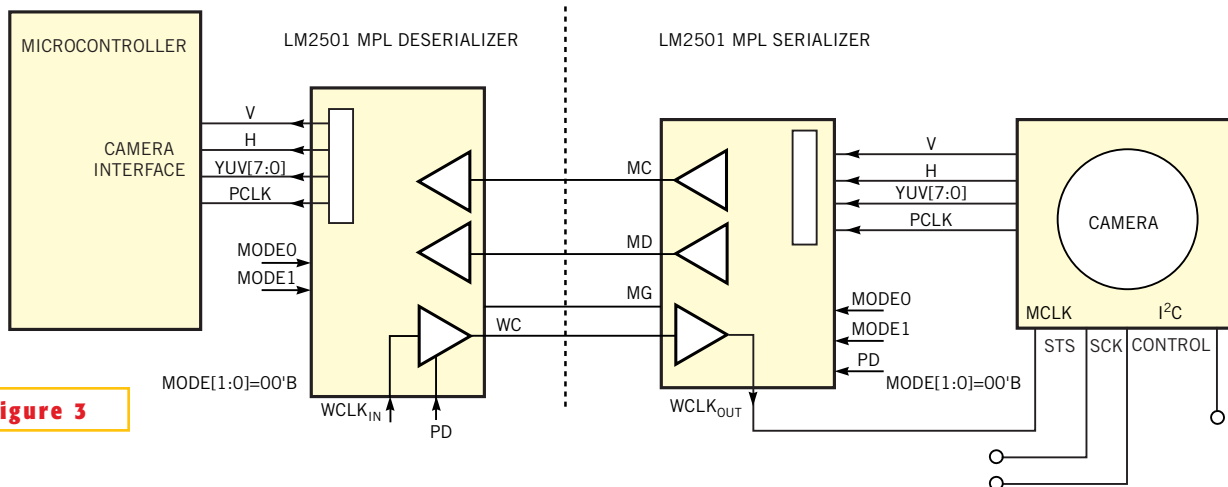 MICROCONTROLLER
LM2501 MPL DESERIALIZER
LM2501 MPL SERIALIZER
CAMERA
INTERFACE
V
H
YUV[7:0]
PCLK
MODE0
MODE1
MODE[1:0]=00'B
WCLKIN
PD
MC
MD
MG
WC
V
H
YUV[7:0]
PCLK
MODE0
MODE1
PD
MODE[1:0]=00'B
WCLKOUT
CAMERA
MCLK
I2C
STS
SCK
CONTROL
igure 3